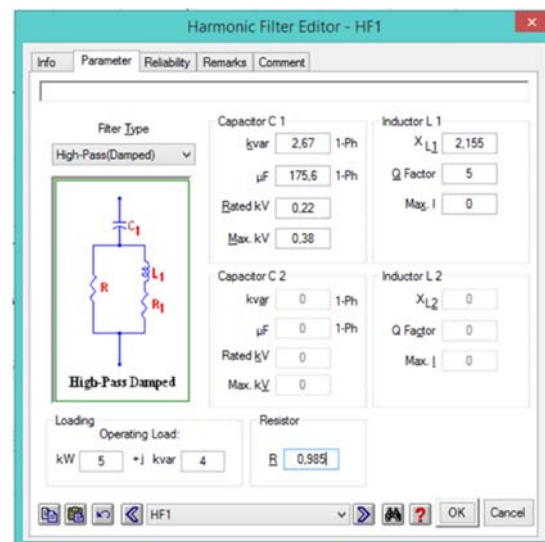 Harmonic Filter Editor - HF1
Info Parameter Reliability Remarks Comment
Filter Type
High-Pass(Damped)
C1
R
L1
R1
High-Pass Damped
Capacitor C 1
kvar 2,67 1-Ph
µF 175,6 1-Ph
Rated kV 0,22
Max. kV 0,38
Inductor L 1
XL1 2,155
Q Factor 5
Max. I 0
Capacitor C 2
kvar 0 1-Ph
µF 0 1-Ph
Rated kV 0
Max. kV 0
Inductor L 2
XL2 0
Q Factor 0
Max. I 0
Loading
Operating Load:
kW 5 +j kvar 4
Resistor
R 0,985
HF1 ? OK Cancel